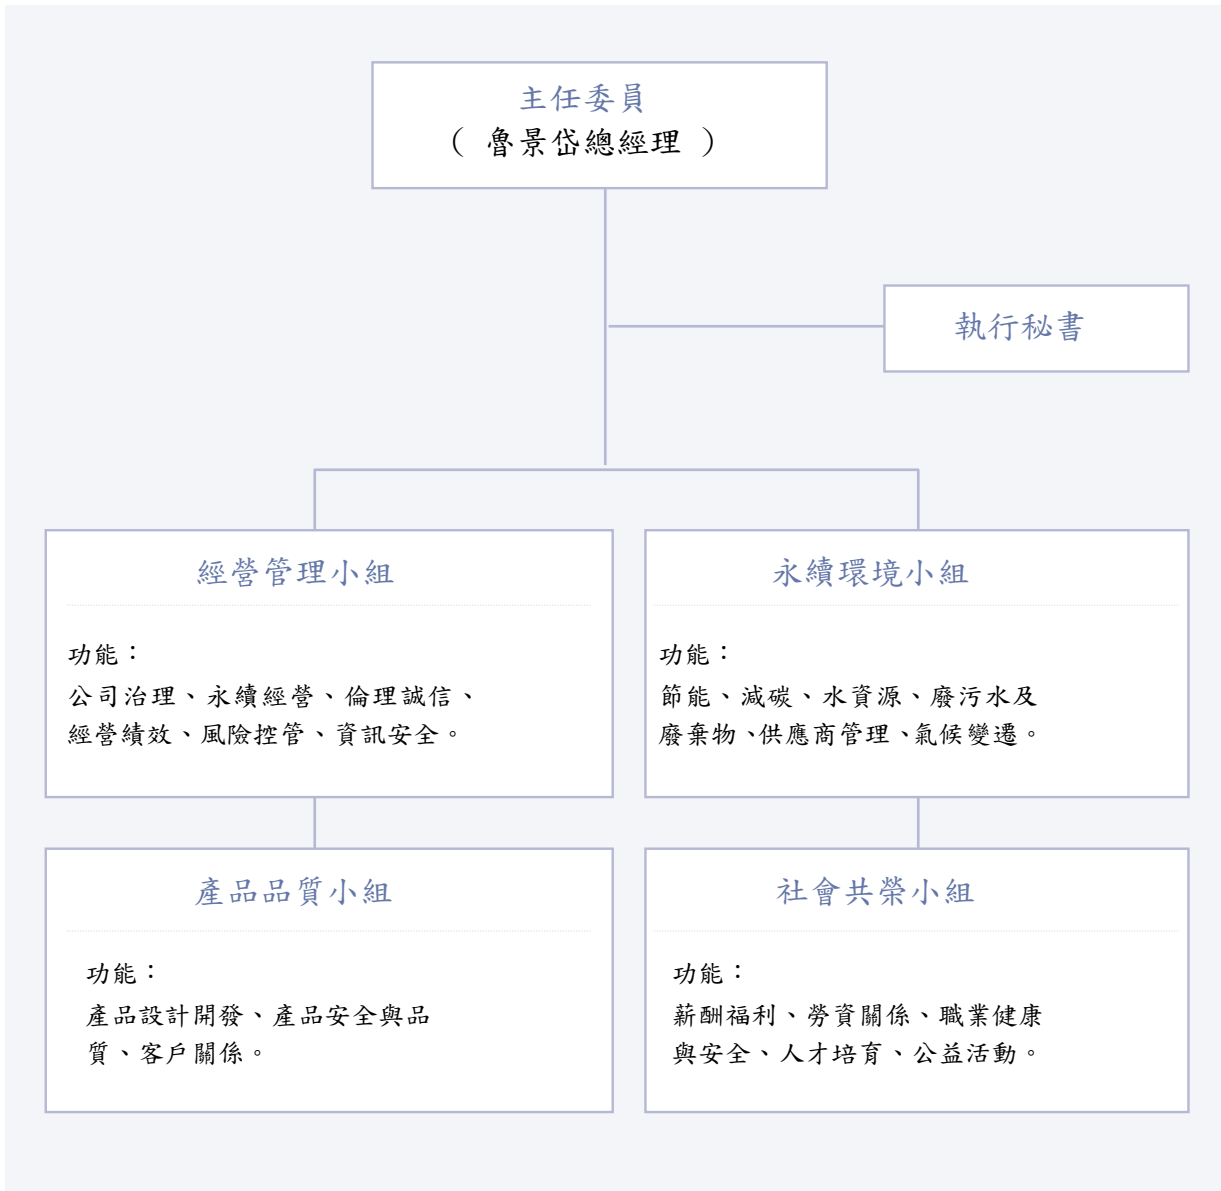 主任委員
( 魯景岱總經理 )
執行秘書
經營管理小組
功能：
公司治理、永續經營、倫理誠信、
經營績效、風險控管、資訊安全。
永續環境小組
功能：
節能、減碳、水資源、廢污水及
廢棄物、供應商管理、氣候變遷。
產品品質小組
功能：
產品設計開發、產品安全與品
質、客戶關係。
社會共榮小組
功能：
薪酬福利、勞資關係、職業健康
與安全、人才培育、公益活動。